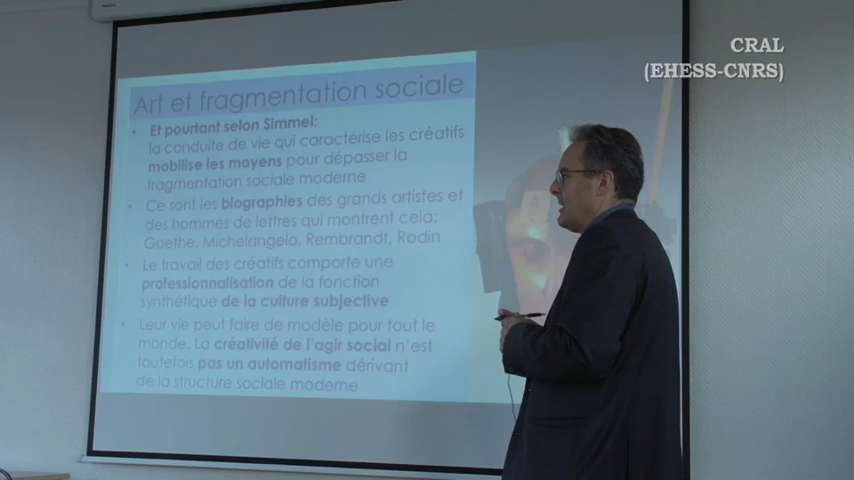 CRAL
(EHESS-CNRS)
Art et fragmentation sociale
• Et pourtant selon Simmel:
la conduite de vie qui caractérise les créatifs
mobilise les moyens pour dépasser la
fragmentation sociale moderne
• Ce sont les biographies des grands artistes et
des hommes de lettres qui montrent cela:
Goethe, Michelangelo, Rembrandt, Rodin
• Le travail des créatifs comporte une
professionnalisation de la fonction
synthétique de la culture subjective
• Leur vie peut faire de modèle pour tout le
monde. La créativité de l'agir social n'est
toutefois pas un automatisme dérivant
de la structure sociale moderne